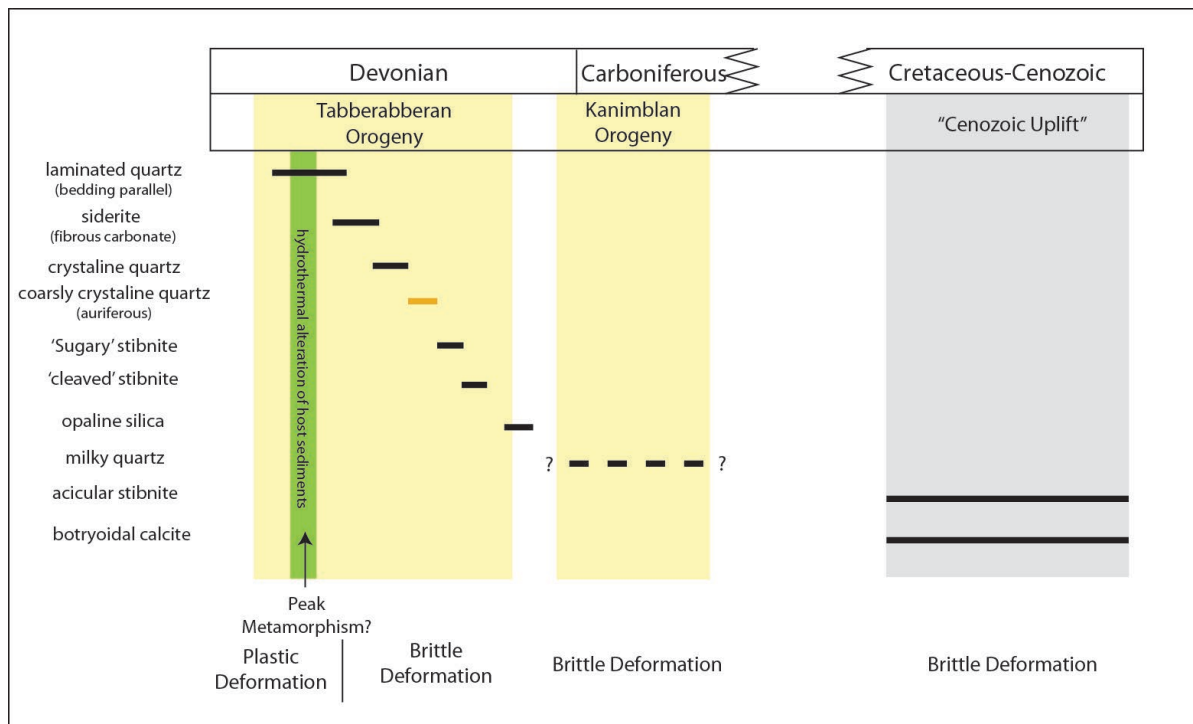 Devonian
Carboniferous
Cretaceous-Cenozoic
Tabberabberan
Orogeny
Kanimblan
Orogeny
“Cenozoic Uplift”
laminated quartz
(bedding parallel)
siderite
(fibrous carbonate)
crystaline quartz
coarsly crystaline quartz
(auriferous)
‘Sugary’ stibnite
‘cleaved’ stibnite
opaline silica
milky quartz
? ?
acicular stibnite
botryoidal calcite
hydrothermal alteration of host sediments
Peak
Metamorphism?
Plastic
Deformation
Brittle
Deformation
Brittle Deformation
Brittle Deformation